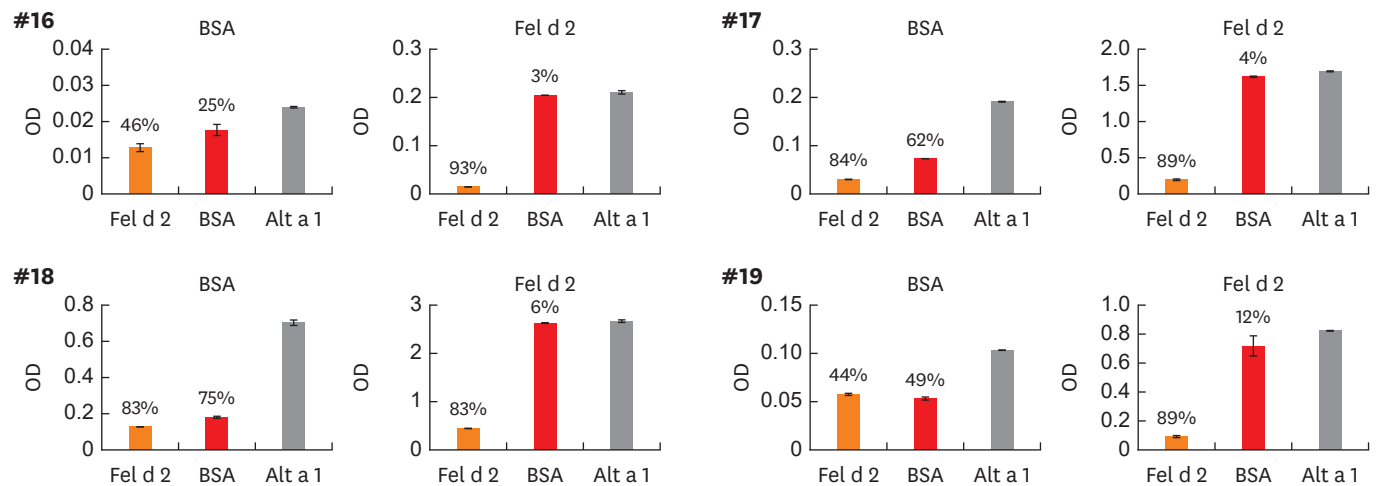 #16
BSA
OD
0.04
0.03
0.02
0.01
0
46%
25%
Fel d 2 BSA Alt a 1
Fel d 2
OD
0.3
0.2
0.1
0
93%
3%
Fel d 2 BSA Alt a 1
#17
BSA
OD
0.3
0.2
0.1
0
84%
62%
Fel d 2 BSA Alt a 1
Fel d 2
OD
2.0
1.5
1.0
0.5
0
89%
4%
Fel d 2 BSA Alt a 1
#18
BSA
OD
0.8
0.6
0.4
0.2
0
83%
75%
Fel d 2 BSA Alt a 1
Fel d 2
OD
3
2
1
0
83%
6%
Fel d 2 BSA Alt a 1
#19
BSA
OD
0.15
0.10
0.05
0
44%
49%
Fel d 2 BSA Alt a 1
Fel d 2
OD
1.0
0.8
0.6
0.4
0.2
0
89%
12%
Fel d 2 BSA Alt a 1